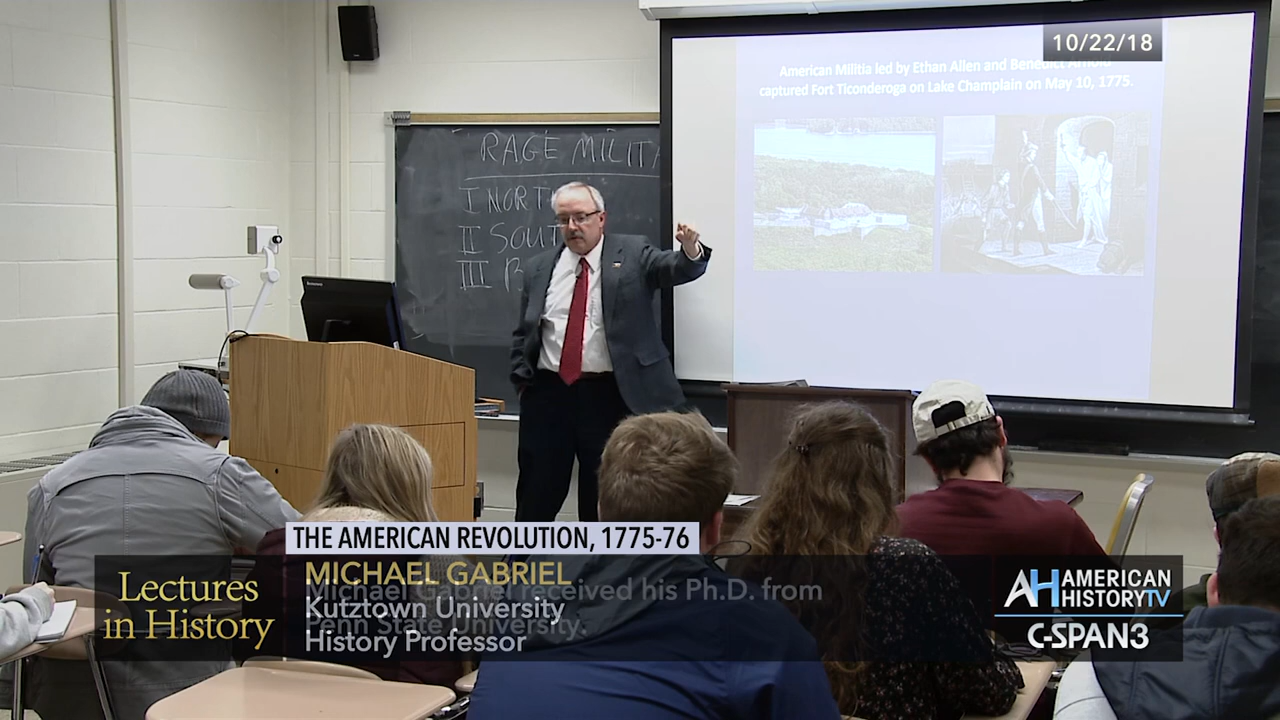 10/22/18
American Militia led by Ethan Allen and Benedict Arnold
captured Fort Ticonderoga on Lake Champlain on May 10, 1775.
RAGE MILIT
I NORT
II SOUT
III
THE AMERICAN REVOLUTION, 1775-76
Lectures
in History
MICHAEL GABRIEL
Michael Gabriel received his Ph.D. from
Kutztown University
Penn State University.
History Professor
AH AMERICAN
HISTORYTV
C-SPAN3